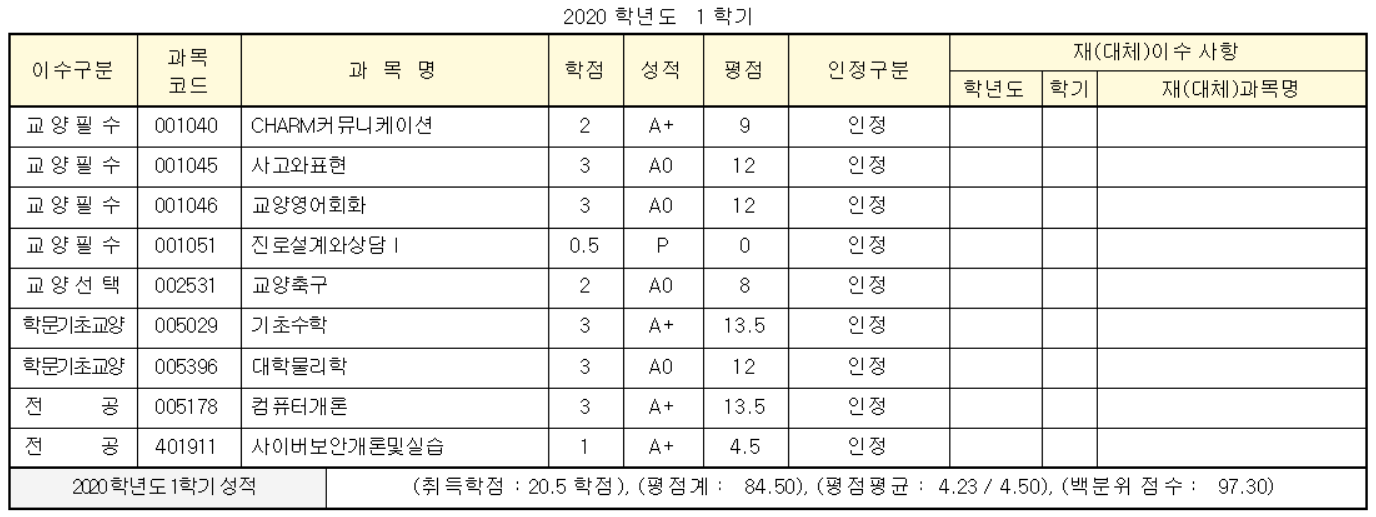 2020 학년도 1 학기
이수구분 과목 코드 과 목 명 학점 성적 평점 인정구분 재(대체)이수 사항
학년도 학기 재(대체)과목명
교 양 필 수 001040 CHARM커뮤니케이션 2 A+ 9 인정
교 양 필 수 001045 사고와표현 3 A0 12 인정
교 양 필 수 001046 교양영어회화 3 A0 12 인정
교 양 필 수 001051 진로설계와상담Ⅰ 0.5 P 0 인정
교 양 선 택 002531 교양축구 2 A0 8 인정
학문기초교양 005029 기초수학 3 A+ 13.5 인정
학문기초교양 005396 대학물리학 3 A0 12 인정
전 공 005178 컴퓨터개론 3 A+ 13.5 인정
전 공 401911 사이버보안개론및실습 1 A+ 4.5 인정
2020학년도 1학기 성적 (취득학점 : 20.5 학점), (평점계 : 84.50), (평점평균 : 4.23 / 4.50), (백분위 점수 : 97.30)